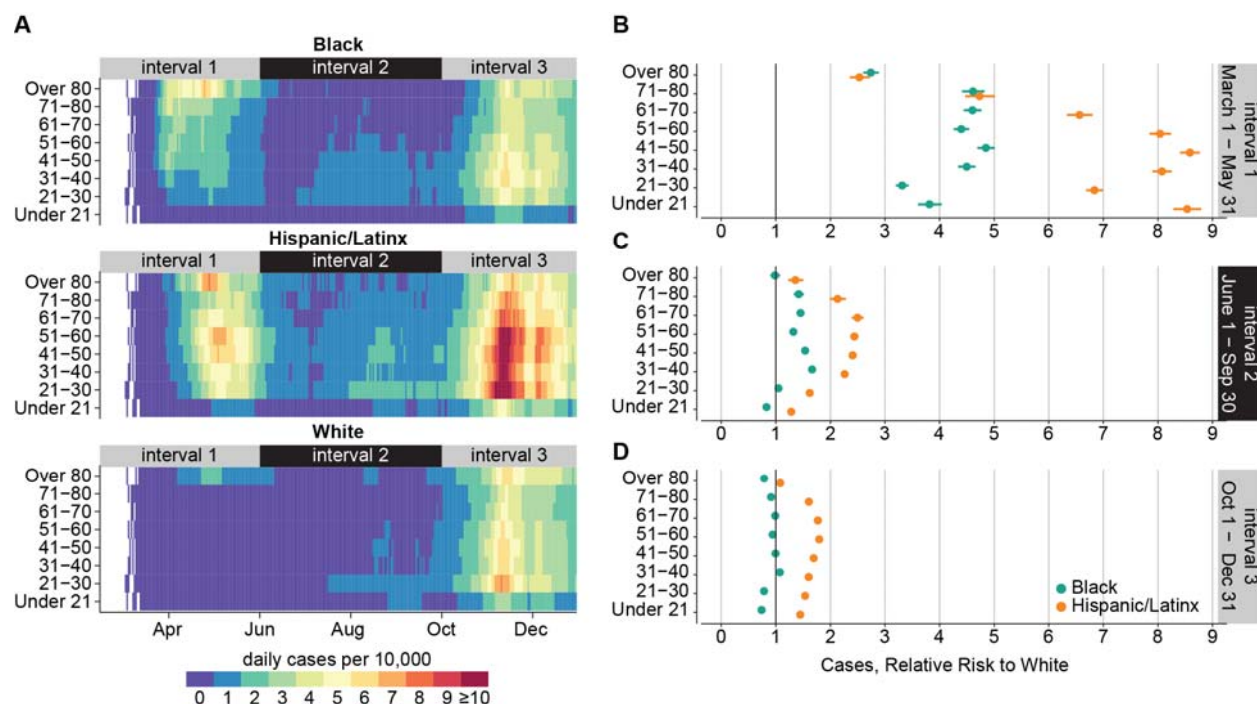 A
Black
interval 1 interval 2 interval 3
Over 80
71−80
61−70
51−60
41−50
31−40
21−30
Under 21
Hispanic/Latinx
interval 1 interval 2 interval 3
Over 80
71−80
61−70
51−60
41−50
31−40
21−30
Under 21
White
interval 1 interval 2 interval 3
Over 80
71−80
61−70
51−60
41−50
31−40
21−30
Under 21
Apr Jun Aug Oct Dec
daily cases per 10,000
0 1 2 3 4 5 6 7 8 9 ≥10
B
Over 80
71−80
61−70
51−60
41−50
31−40
21−30
Under 21
0 1 2 3 4 5 6 7 8 9
interval 1
March 1 − May 31
C
Over 80
71−80
61−70
51−60
41−50
31−40
21−30
Under 21
0 1 2 3 4 5 6 7 8 9
interval 2
June 1 − Sep 30
D
Over 80
71−80
61−70
51−60
41−50
31−40
21−30
Under 21
Black
Hispanic/Latinx
0 1 2 3 4 5 6 7 8 9
Cases, Relative Risk to White
interval 3
Oct 1 − Dec 31